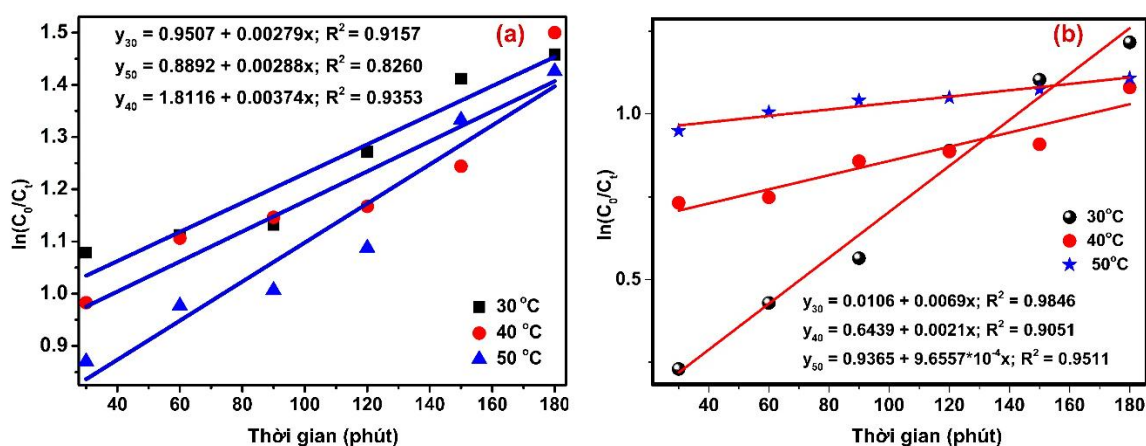 (a)
y30 = 0.9507 + 0.00279x; R² = 0.9157
y50 = 0.8892 + 0.00288x; R² = 0.8260
y40 = 1.8116 + 0.00374x; R² = 0.9353
1.5
1.4
1.3
1.2
1.1
1.0
0.9
ln(C0/Ct)
30 °C
40 °C
50 °C
40 60 80 100 120 140 160 180
Thời gian (phút)
(b)
1.0
0.5
ln(C0/Ct)
30°C
40°C
50°C
y30 = 0.0106 + 0.0069x; R² = 0.9846
y40 = 0.6439 + 0.0021x; R² = 0.9051
y50 = 0.9365 + 9.6557*10⁻⁴x; R² = 0.9511
40 60 80 100 120 140 160 180
Thời gian (phút)